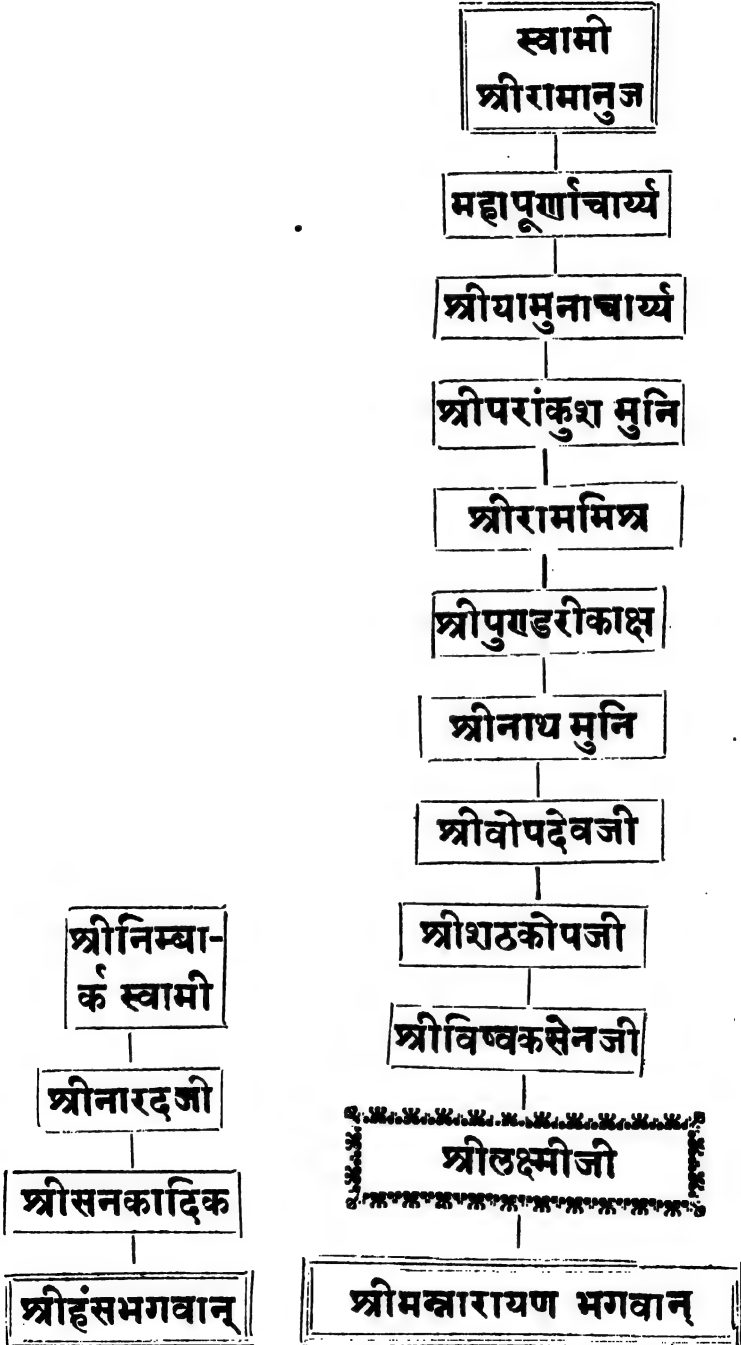 स्वामी
श्रीरामानुज
महापूर्णाचार्य्य
श्रीयामुनाचार्य्य
श्रीपरांकुश मुनि
श्रीराममिश्र
श्रीपुण्डरीकाक्ष
श्रीनाथ मुनि
श्रीवोपदेवजी
श्रीशठकोपजी
श्रीविष्वकसेनजी
श्रीलक्ष्मीजी
श्रीमन्नारायण भगवान्
श्रीनिम्बा-
र्क स्वामी
श्रीनारदजी
श्रीसनकादिक
श्रीहंसभगवान्